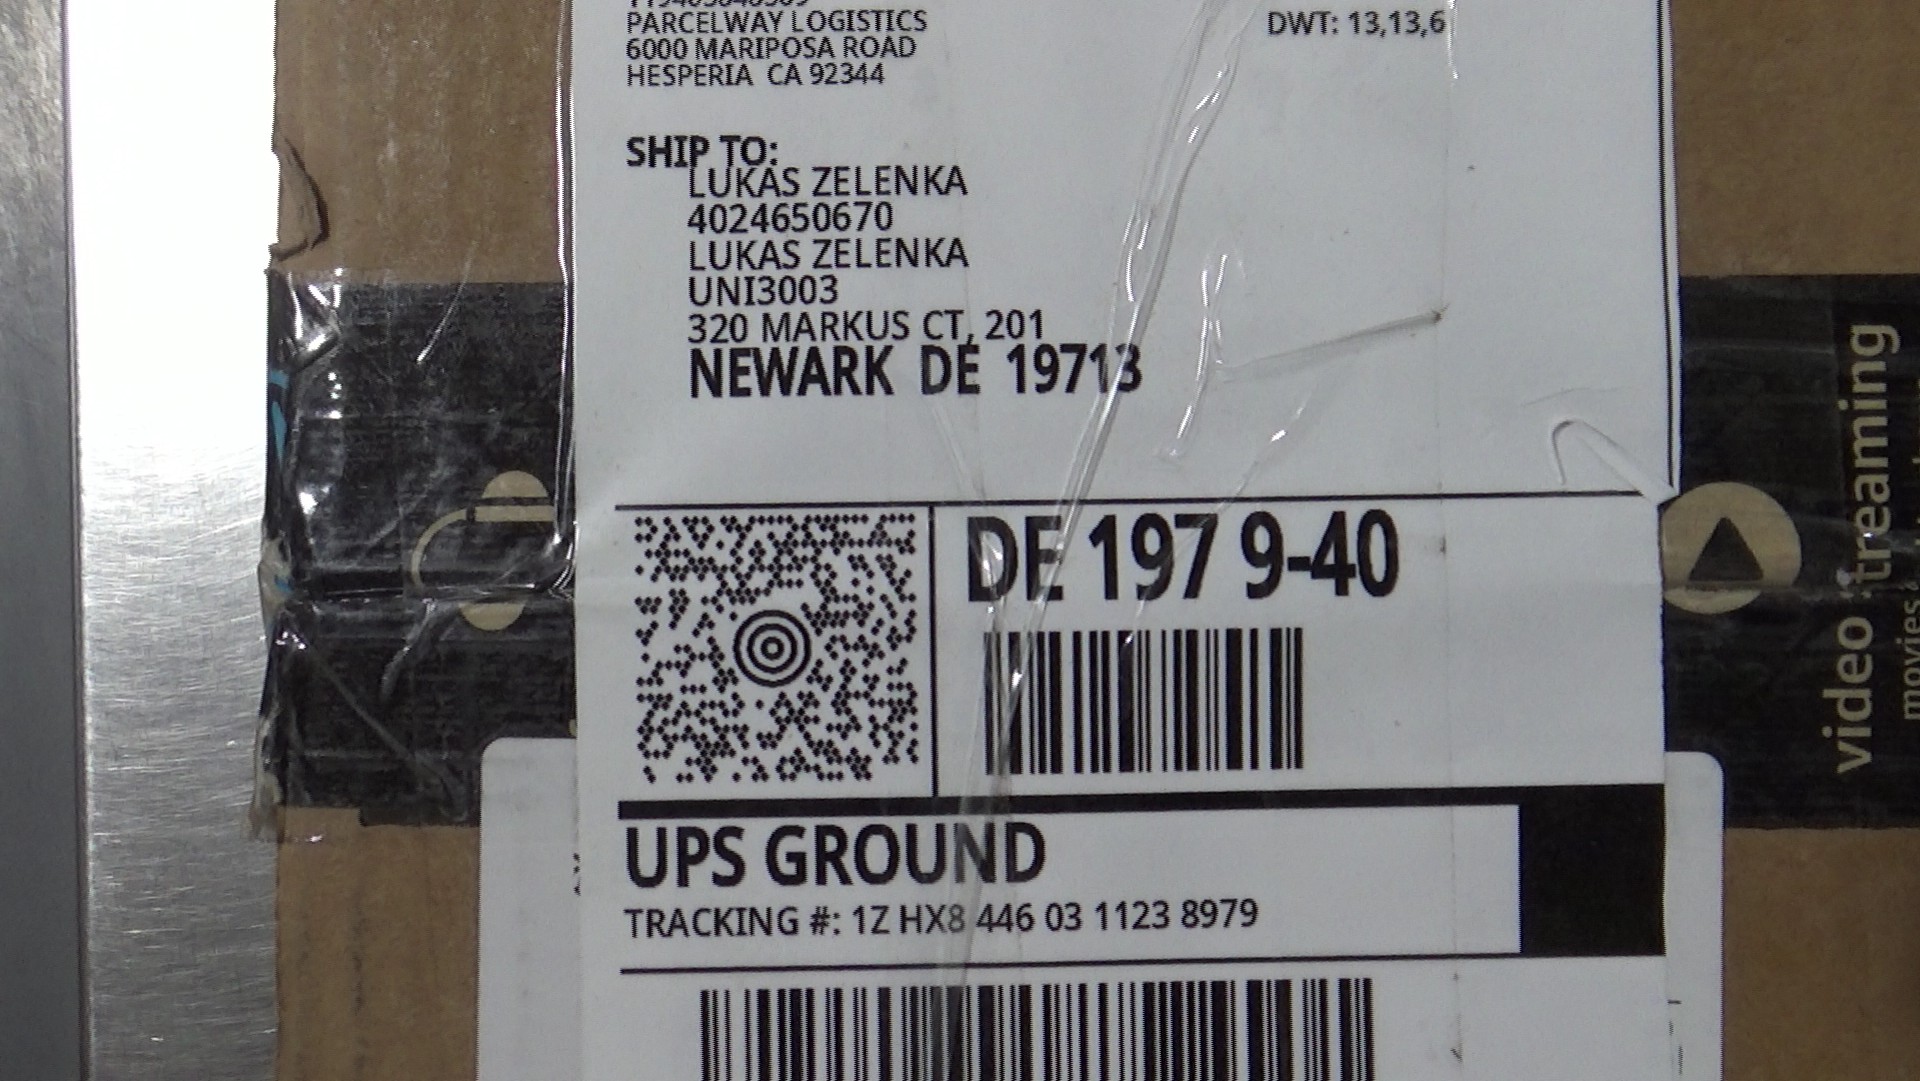 PARCELWAY LOGISTICS
6000 MARIPOSA ROAD
HESPERIA CA 92344
DWT: 13,13,6
SHIP TO:
LUKAS ZELENKA
4024650670
LUKAS ZELENKA
UNI3003
320 MARKUS CT, 201
NEWARK DE 19713
DE 197 9-40
UPS GROUND
TRACKING #: 1Z HX8 446 03 1123 8979
video streaming
movies